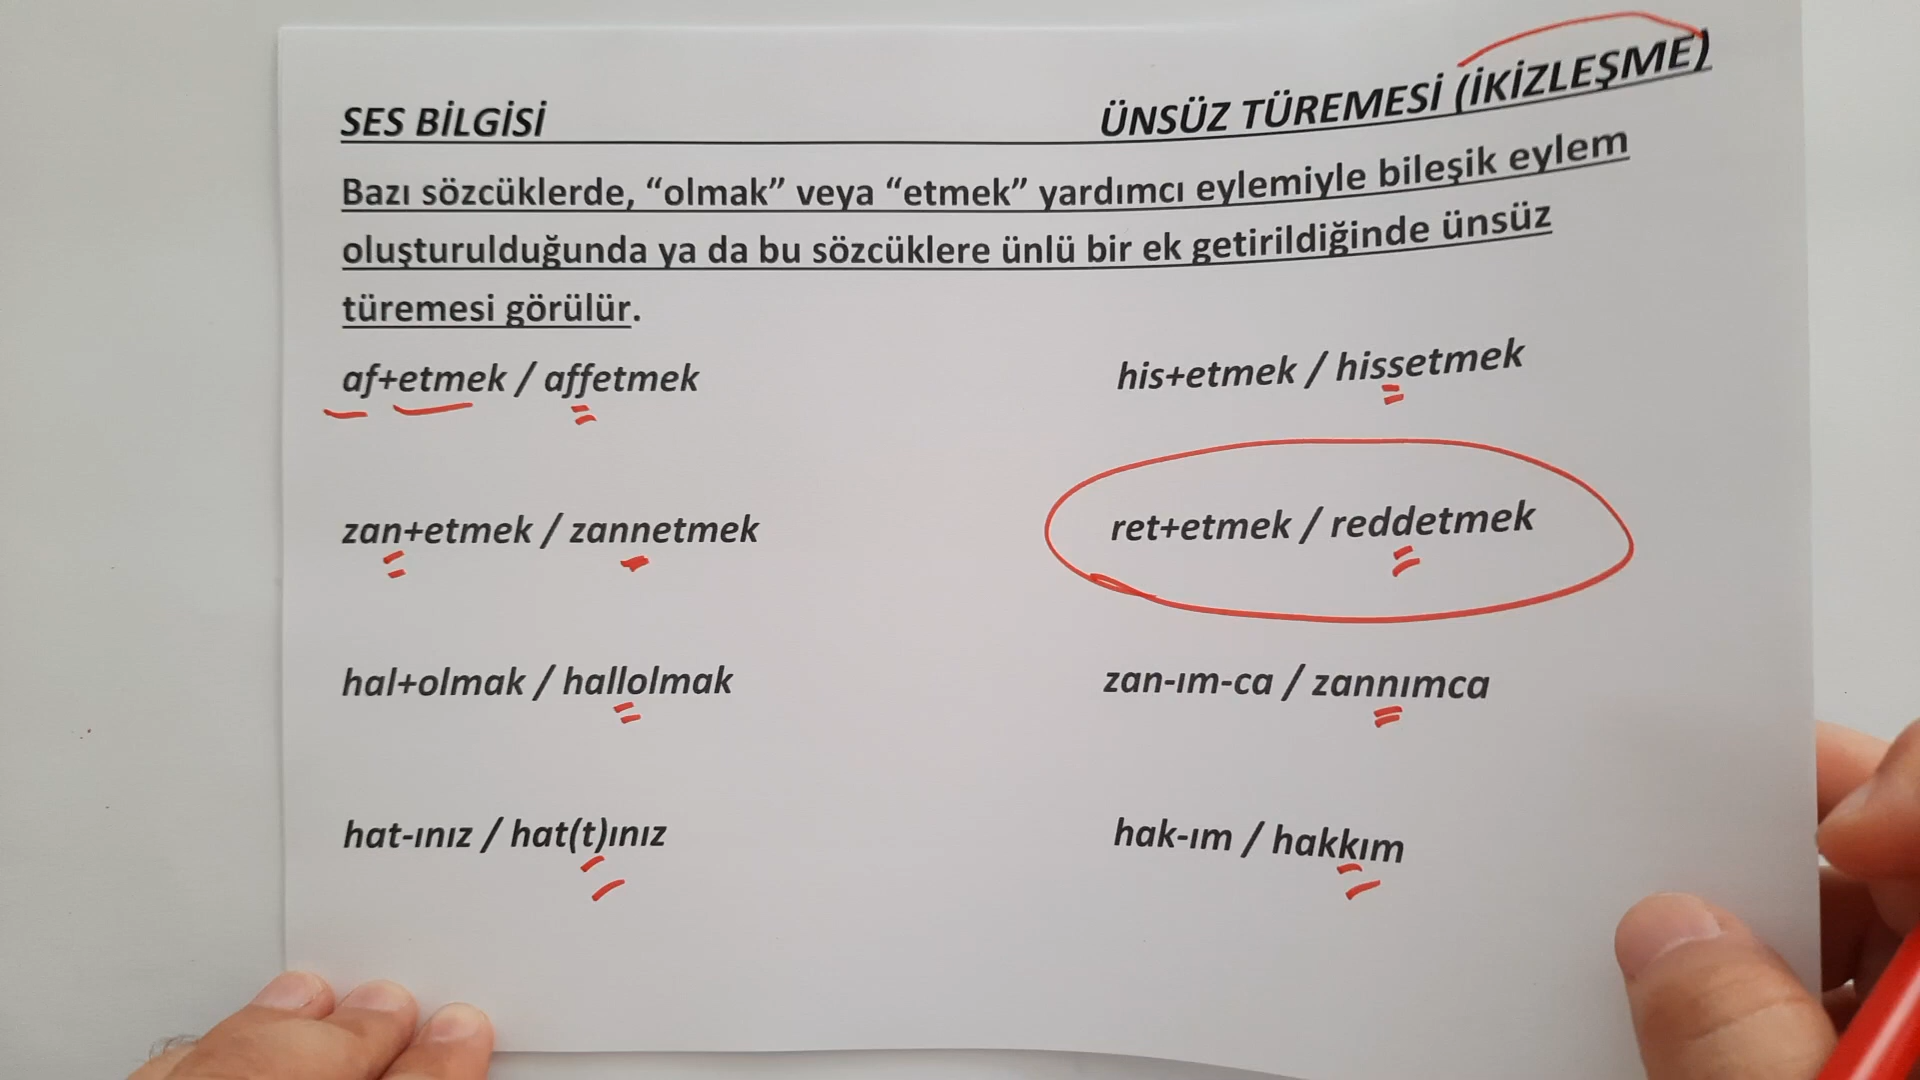 SES BİLGİSİ ÜNSÜZ TÜREMESİ (İKİZLEŞME)
Bazı sözcüklerde, “olmak” veya “etmek” yardımcı eylemiyle bileşik eylem
oluşturulduğunda ya da bu sözcüklere ünlü bir ek getirildiğinde ünsüz
türemesi görülür.
af+etmek / affetmek his+etmek / hissetmek
zan+etmek / zannetmek ret+etmek / reddetmek
hal+olmak / hallolmak zan-ım-ca / zannımca
hat-ınız / hat(t)ınız hak-ım / hakkım